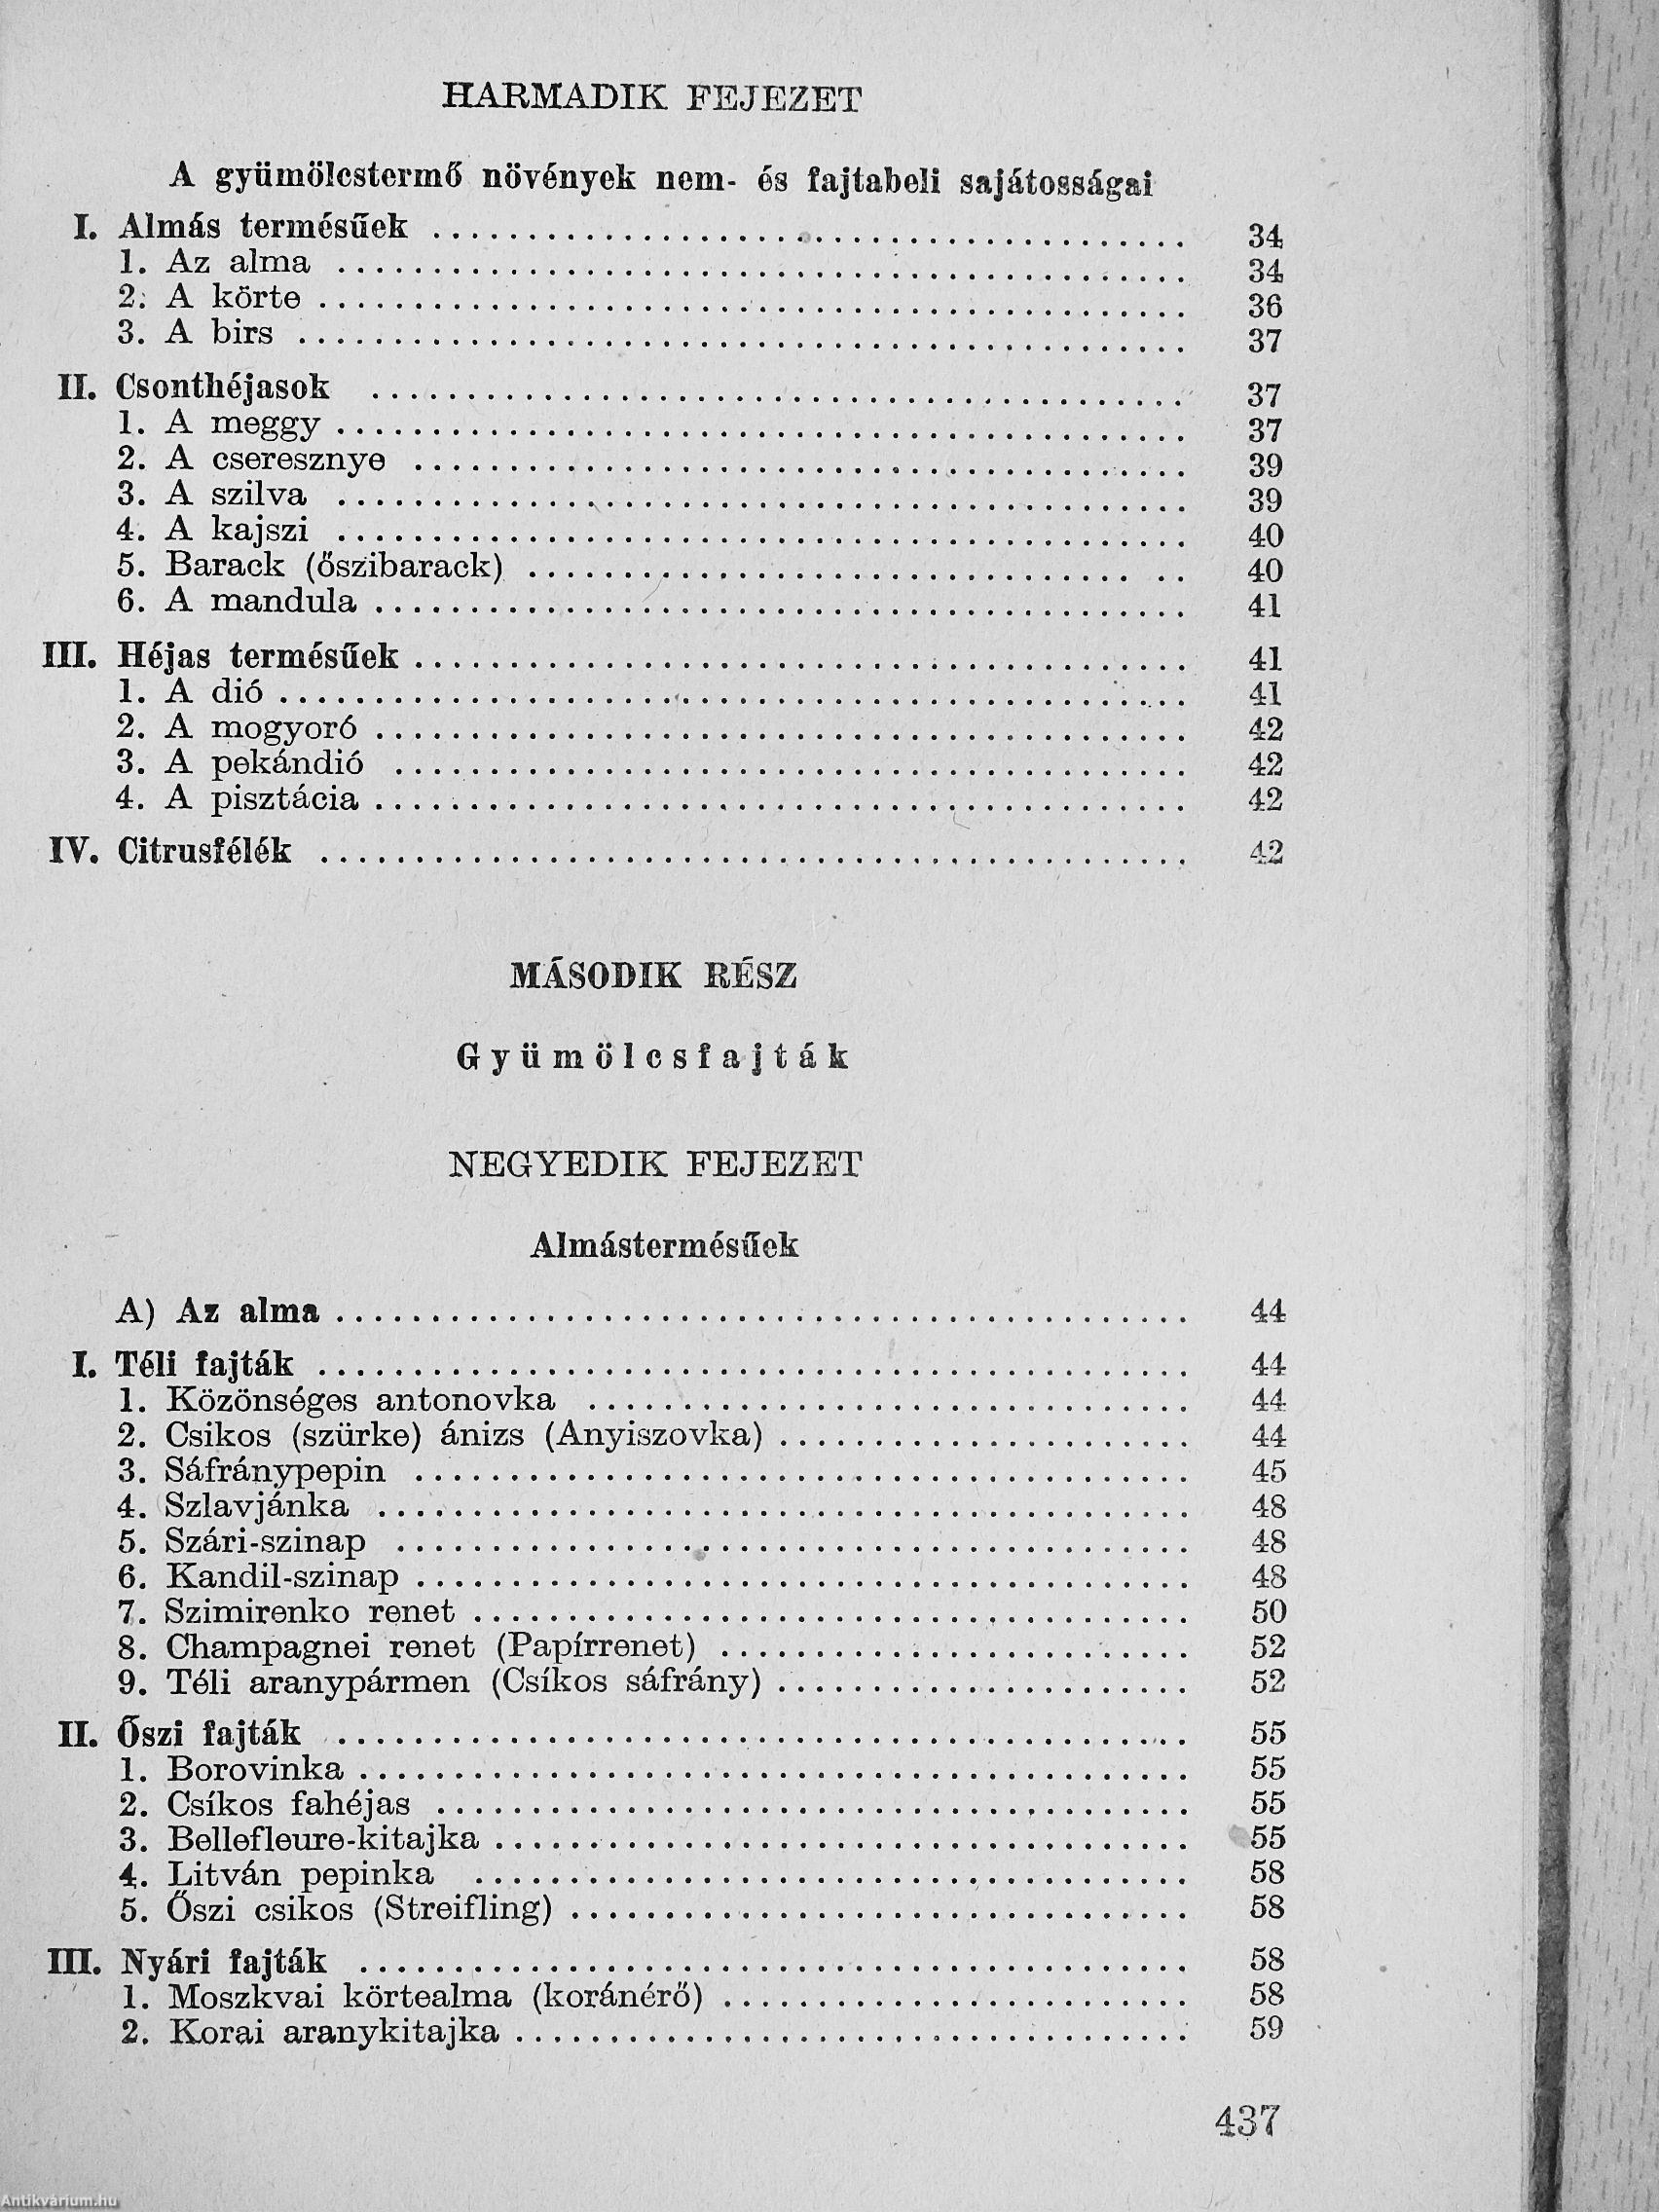 HARMADIK FEJEZET
A gyümölcstermő növények nem- és fajtabeli sajátosságai
I. Almás termésűek ........................................ 34
1. Az alma ........................................ 34
2. A körte ........................................ 36
3. A birs ........................................ 37
II. Csonthéjasok ........................................ 37
1. A meggy ........................................ 37
2. A cseresznye ........................................ 39
3. A szilva ........................................ 39
4. A kajszi ........................................ 40
5. Barack (őszibarack) ........................................ 40
6. A mandula ........................................ 41
III. Héjas termésűek ........................................ 41
1. A dió ........................................ 41
2. A mogyoró ........................................ 42
3. A pekándió ........................................ 42
4. A pisztácia ........................................ 42
IV. Citrusfélék ........................................ 42
MÁSODIK RÉSZ
Gyümölcsfajták
NEGYEDIK FEJEZET
Almástermésűek
A) Az alma ........................................ 44
I. Téli fajták ........................................ 44
1. Közönséges antonovka ........................................ 44
2. Csikos (szürke) ánizs (Anyiszovka) ........................................ 44
3. Sáfránypepin ........................................ 45
4. Szlavjánka ........................................ 48
5. Szári-szinap ........................................ 48
6. Kandil-szinap ........................................ 48
7. Szimirenko renet ........................................ 50
8. Champagnei renet (Papírrenet) ........................................ 52
9. Téli aranypármen (Csíkos sáfrány) ........................................ 52
II. Őszi fajták ........................................ 55
1. Borovinka ........................................ 55
2. Csíkos fahéjas ........................................ 55
3. Bellefleure-kitajka ........................................ 55
4. Litván pepinka ........................................ 58
5. Őszi csikos (Streifling) ........................................ 58
III. Nyári fajták ........................................ 58
1. Moszkvai körtealma (koránérő) ........................................ 58
2. Korai aranykitajka ........................................ 59
437
Antikvárium.hu